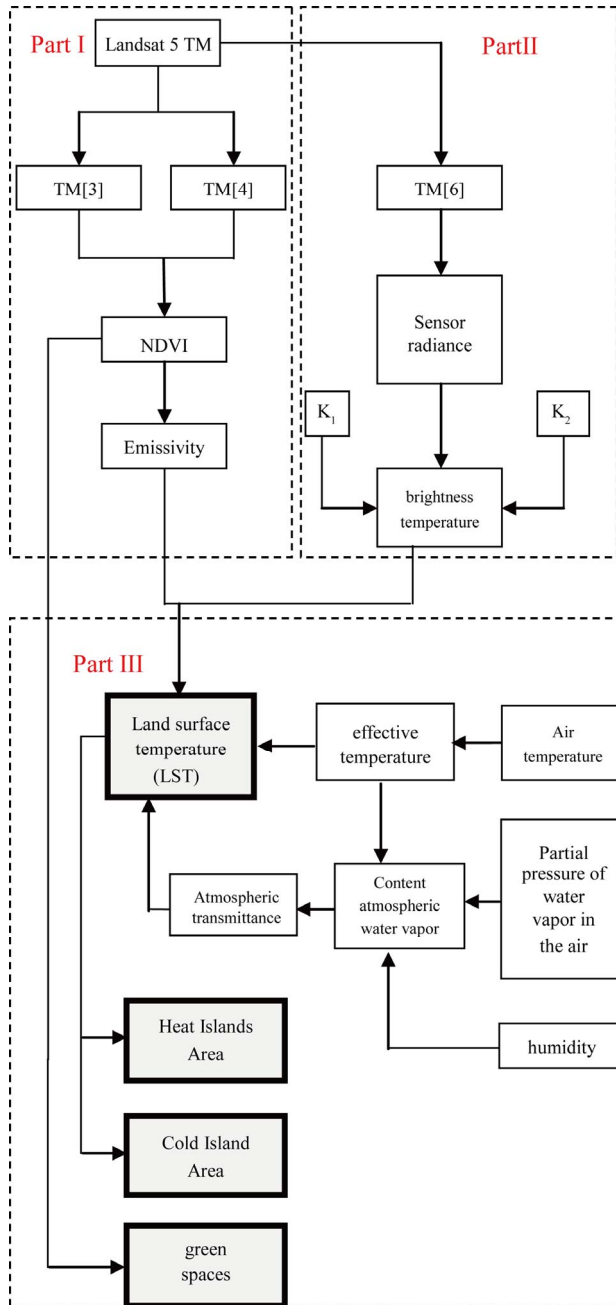 Part I
Landsat 5 TM
PartII
TM[3]
TM[4]
TM[6]
NDVI
Sensor
radiance
Emissivity
K1
K2
brightness
temperature
Part III
Land surface
temperature
(LST)
effective
temperature
Air
temperature
Atmospheric
transmittance
Content
atmospheric
water vapor
Partial
pressure of
water
vapor in
the air
Heat Islands
Area
humidity
Cold Island
Area
green
spaces